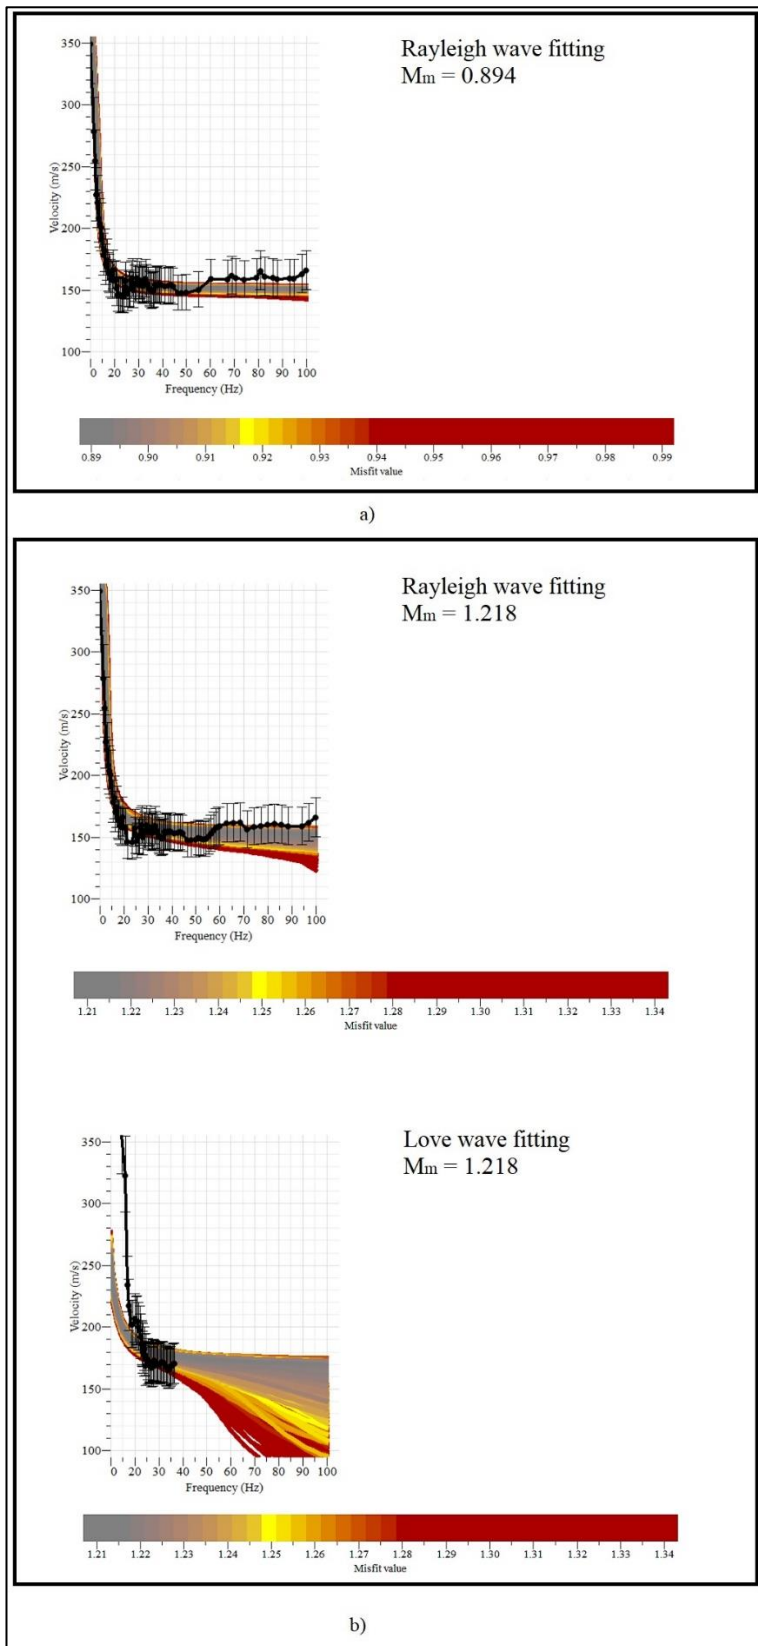 Rayleigh wave fitting
Mm = 0.894
350
300
250
200
150
100
Velocity (m/s)
0 10 20 30 40 50 60 70 80 90 100
Frequency (Hz)
0.89 0.90 0.91 0.92 0.93 0.94 0.95 0.96 0.97 0.98 0.99
Misfit value
a)
Rayleigh wave fitting
Mm = 1.218
350
300
250
200
150
100
Velocity (m/s)
0 10 20 30 40 50 60 70 80 90 100
Frequency (Hz)
1.21 1.22 1.23 1.24 1.25 1.26 1.27 1.28 1.29 1.30 1.31 1.32 1.33 1.34
Misfit value
Love wave fitting
Mm = 1.218
350
300
250
200
150
100
Velocity (m/s)
0 10 20 30 40 50 60 70 80 90 100
Frequency (Hz)
1.21 1.22 1.23 1.24 1.25 1.26 1.27 1.28 1.29 1.30 1.31 1.32 1.33 1.34
Misfit value
b)